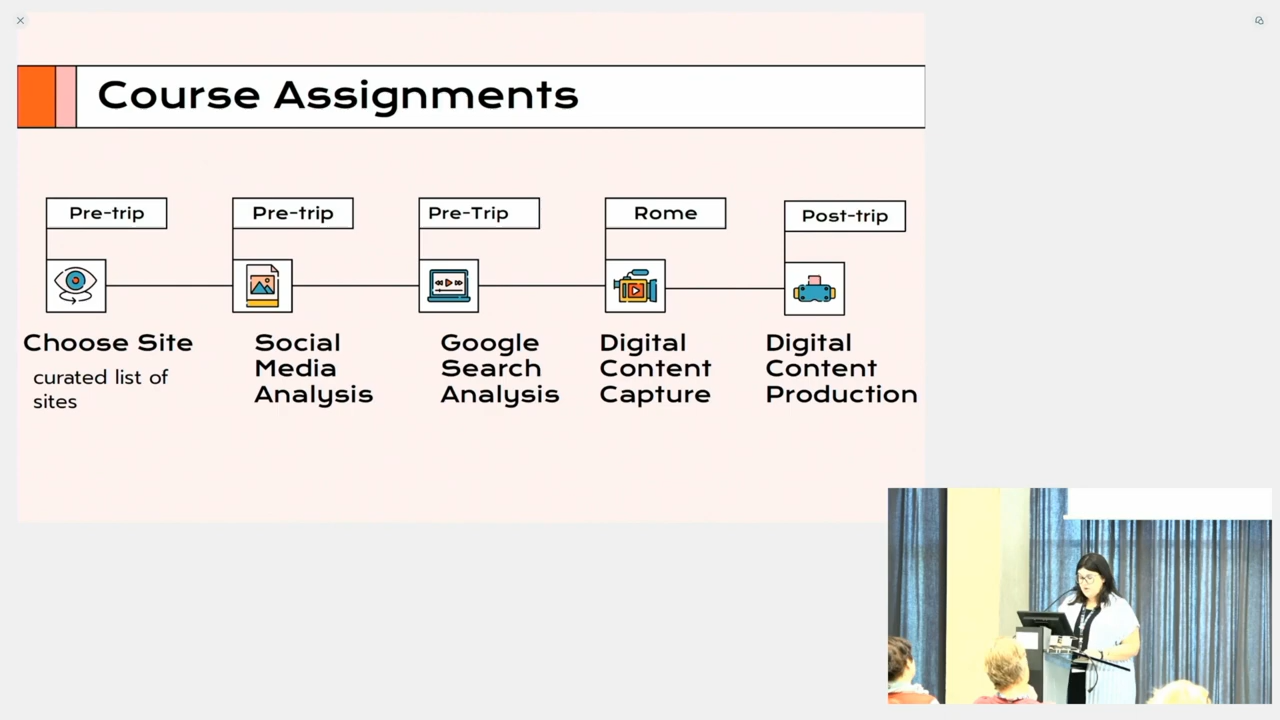 Course Assignments
Pre-trip
Pre-trip
Pre-Trip
Rome
Post-trip
Choose Site
curated list of
sites
Social
Media
Analysis
Google
Search
Analysis
Digital
Content
Capture
Digital
Content
Production